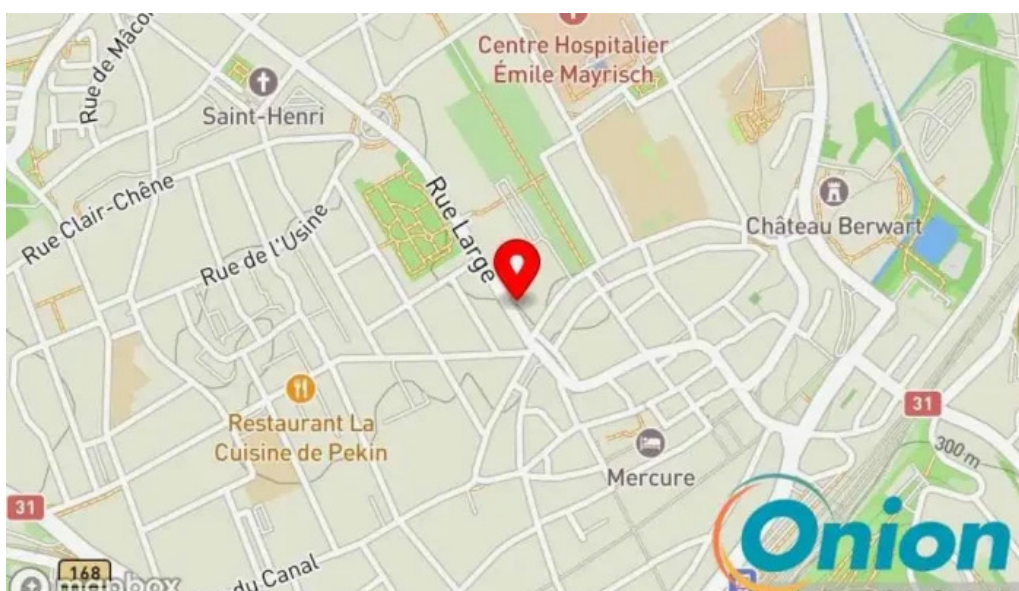 Rue de Mâcon
Centre Hospitalier
Émile Mayrisch
Saint-Henri
Rue Clair-Chêne
Rue de l'Usine
Rue Large
Château Berwart
Restaurant La
Cuisine de Pekin
Mercure
31
300 m
31
168
mapbox
du Canal
Onion